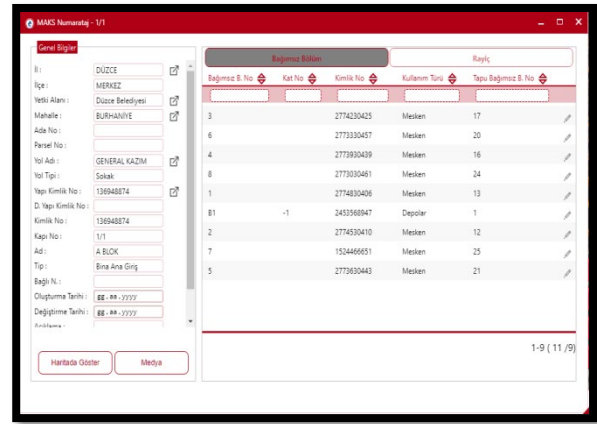 MAKS Numarataj - 1/1
Genel Bilgiler
İl : DÜZCE
İlçe : MERKEZ
Yetki Alanı : Düzce Belediyesi
Mahalle : BURHANİYE
Ada No :
Parsel No :
Yol Adı : GENERAL KAZIM
Yol Tipi : Sokak
Yapı Kimlik No : 136948874
D. Yapı Kimlik No :
Kimlik No : 136948874
Kapı No : 1/1
Ad : A BLOK
Tip : Bina Ana Giriş
Bağlı N. :
Oluşturma Tarihi : gg.aa.yyyy
Değiştirme Tarihi : gg.aa.yyyy
Açıklama :
Haritada Göster Medya
Bağımsız Bölüm Rayiç
Bağımsız B. No Kat No Kimlik No Kullanım Türü Tapu Bağımsız B. No
3 2774230425 Mesken 17
6 2773330457 Mesken 20
4 2773930439 Mesken 16
8 2773030461 Mesken 24
1 2774830406 Mesken 13
B1 -1 2453568947 Depolar 1
2 2774530410 Mesken 12
7 1524466651 Mesken 25
5 2773630443 Mesken 21
1-9 ( 11 /9)